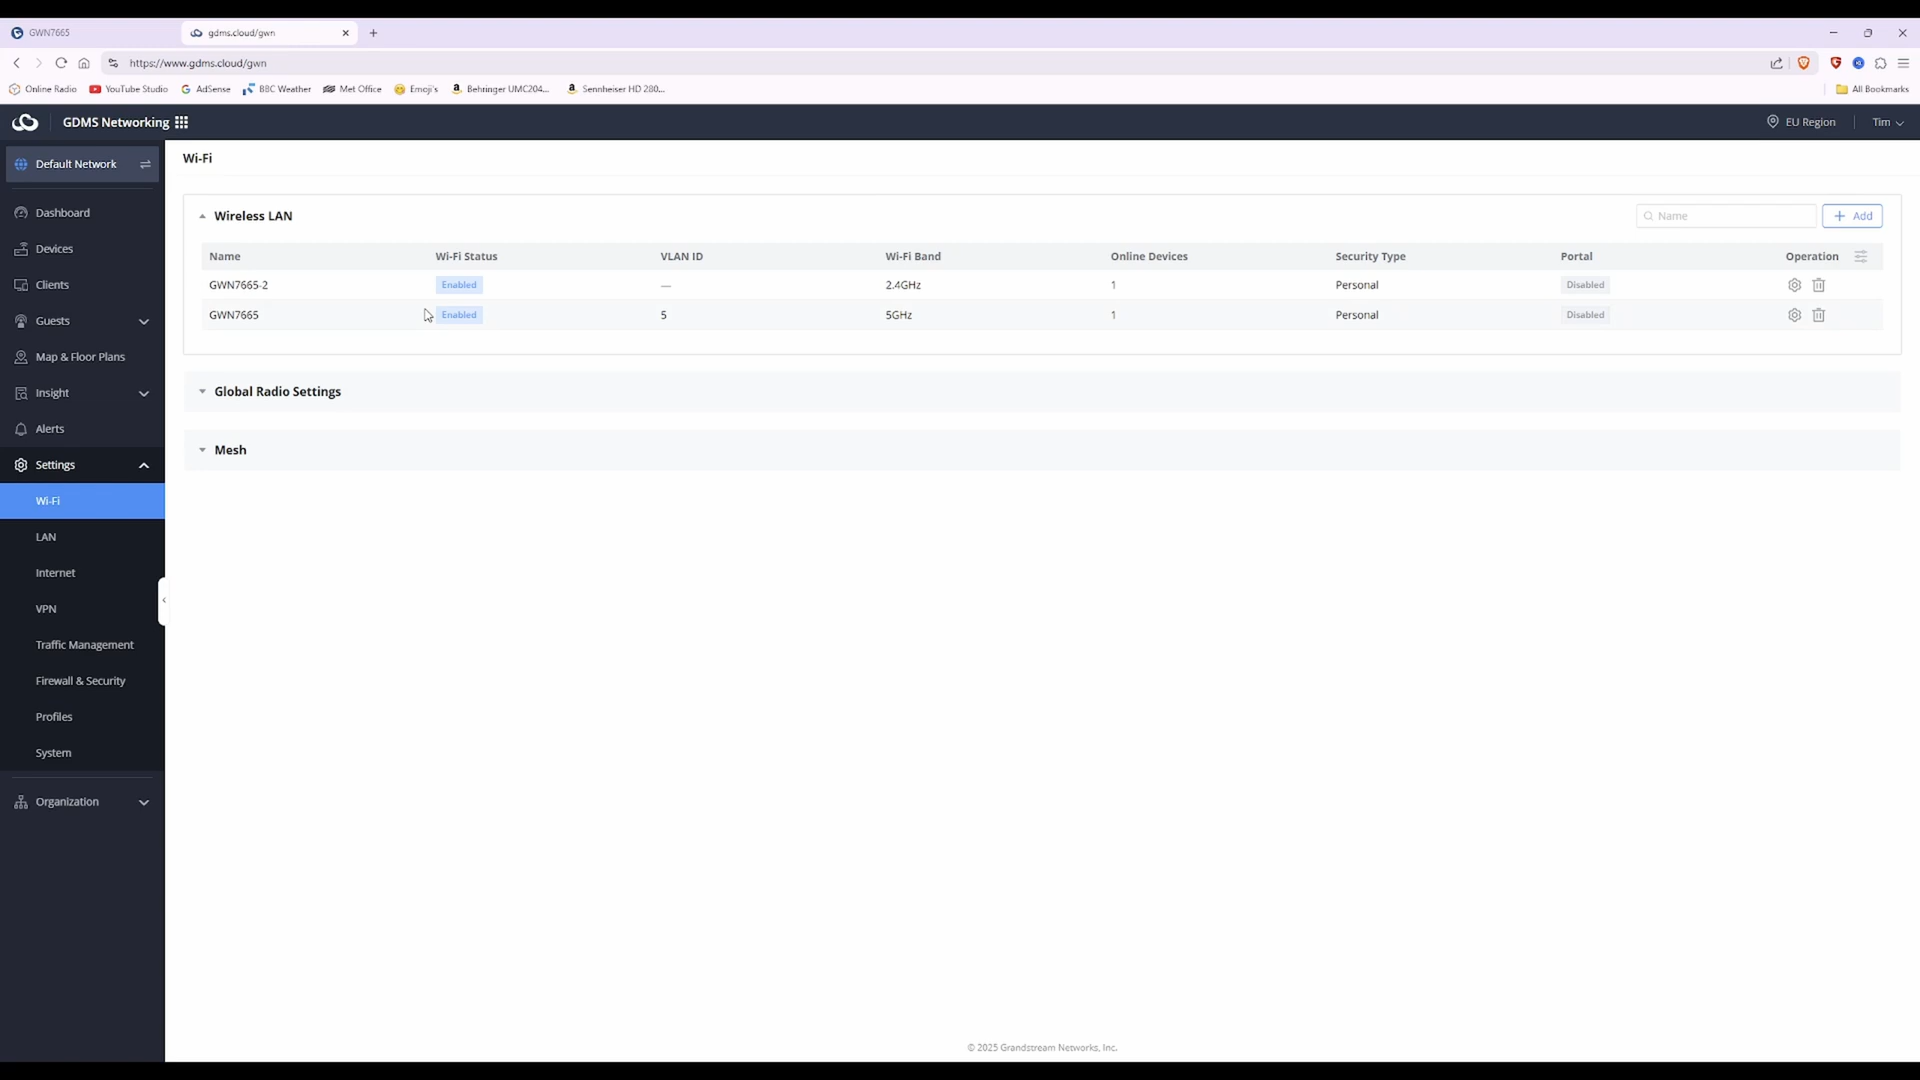 GWN7665
gdms.cloud/gwn
https://www.gdms.cloud/gwn
Online Radio
YouTube Studio
AdSense
BBC Weather
Met Office
Emoji's
Behringer UMC204...
Sennheiser HD 280...
All Bookmarks
GDMS Networking
EU Region
Tim
Default Network
Dashboard
Devices
Clients
Guests
Map & Floor Plans
Insight
Alerts
Settings
Wi-Fi
LAN
Internet
VPN
Traffic Management
Firewall & Security
Profiles
System
Organization
Wi-Fi
Wireless LAN
Name
Add
Name Wi-Fi Status VLAN ID Wi-Fi Band Online Devices Security Type Portal Operation
GWN7665-2 Enabled — 2.4GHz 1 Personal Disabled
GWN7665 Enabled 5 5GHz 1 Personal Disabled
Global Radio Settings
Mesh
© 2025 Grandstream Networks, Inc.